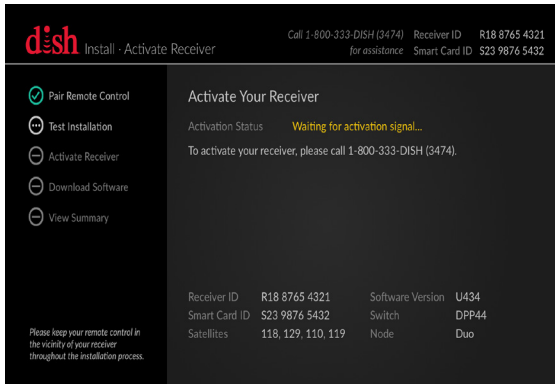 dish Install · Activate Receiver
Call 1-800-333-DISH (3474) Receiver ID R18 8765 4321
for assistance Smart Card ID S23 9876 5432
Pair Remote Control
Test Installation
Activate Receiver
Download Software
View Summary
Please keep your remote control in
the vicinity of your receiver
throughout the installation process.
Activate Your Receiver
Activation Status Waiting for activation signal...
To activate your receiver, please call 1-800-333-DISH (3474).
Receiver ID R18 8765 4321 Software Version U434
Smart Card ID S23 9876 5432 Switch DPP44
Satellites 118, 129, 110, 119 Node Duo